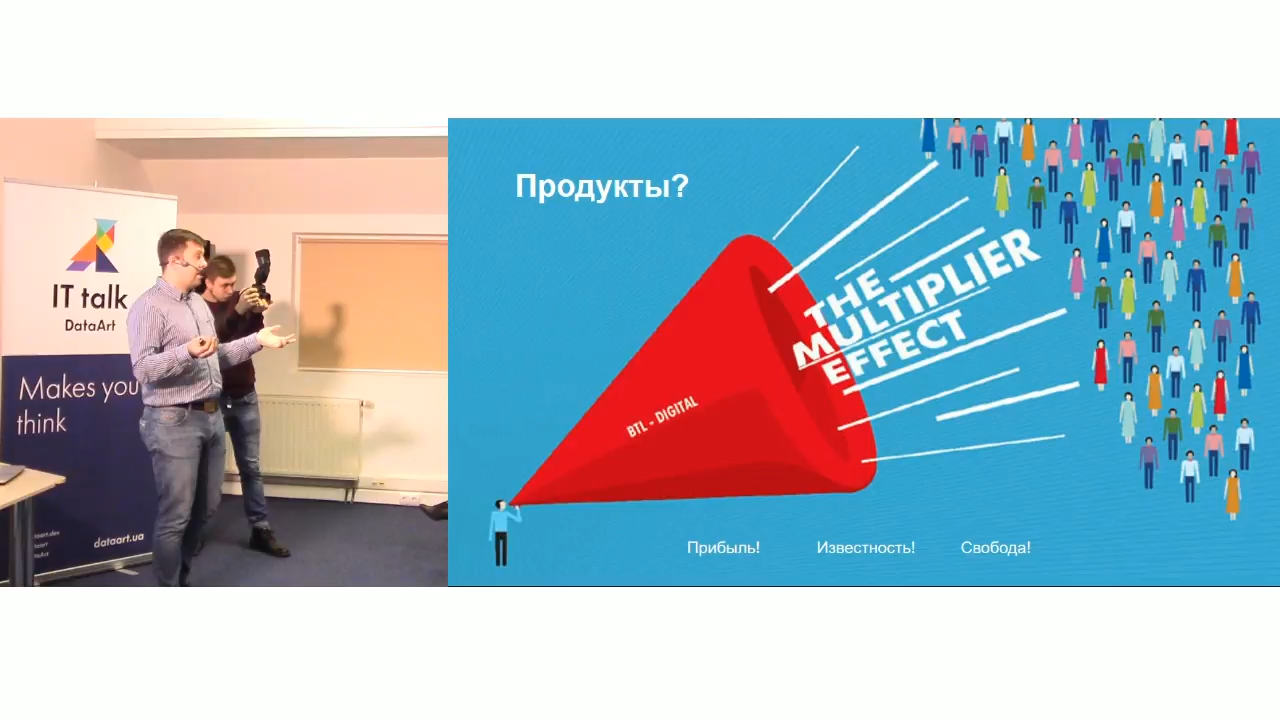 IT talk
DataArt
Makes you
think
dataart.ua
Продукты?
THE
MULTIPLIER
EFFECT
BTL - DIGITAL
Прибыль!
Известность!
Свобода!